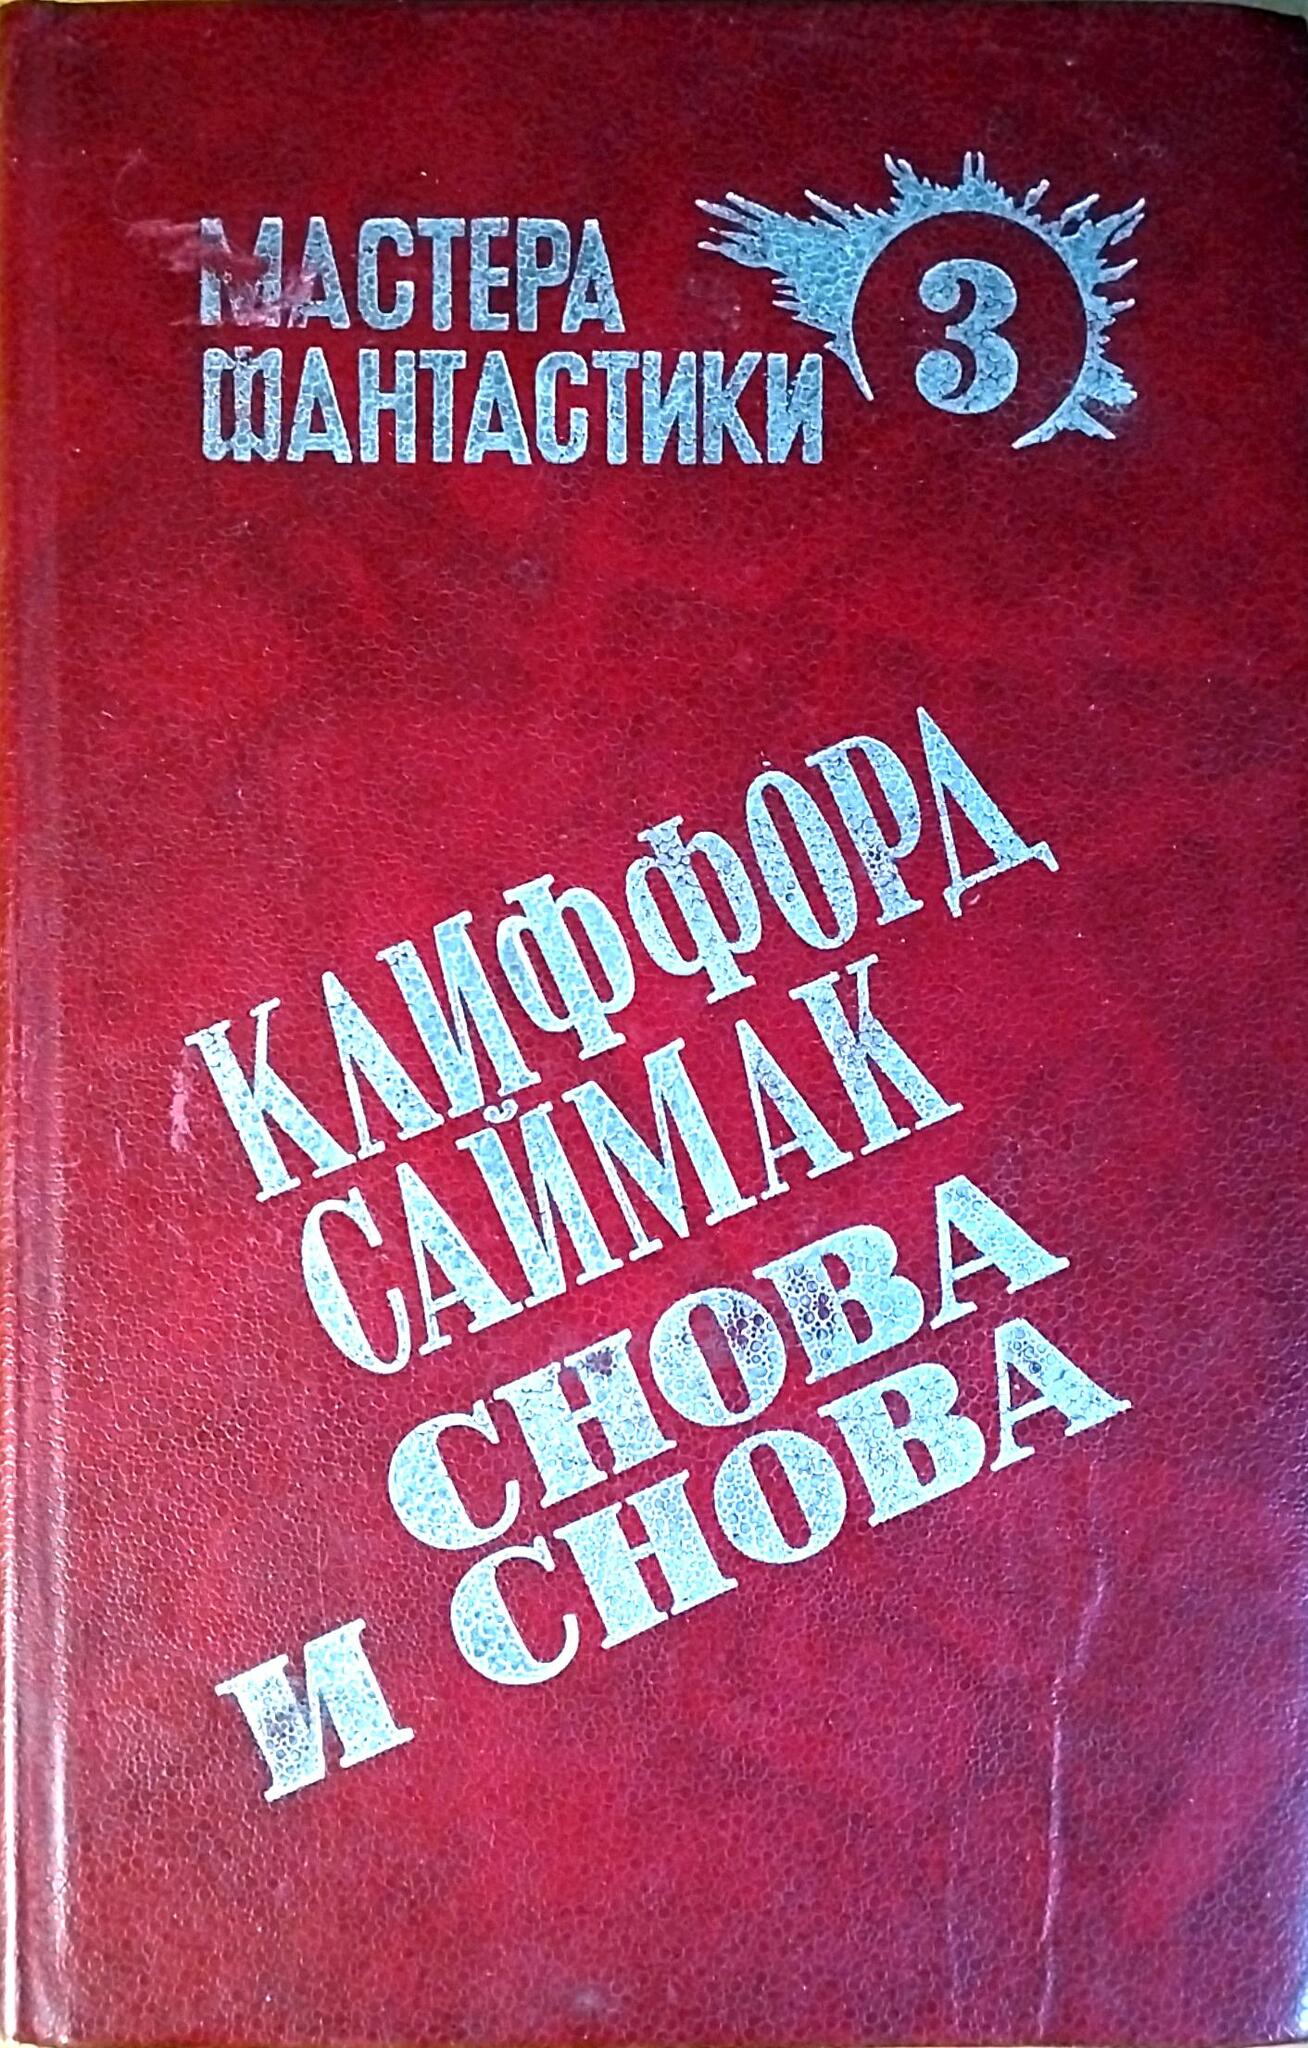 МАСТЕРА
ФАНТАСТИКИ
3
КЛИФФОРД
САЙМАК
СНОВА
И СНОВА